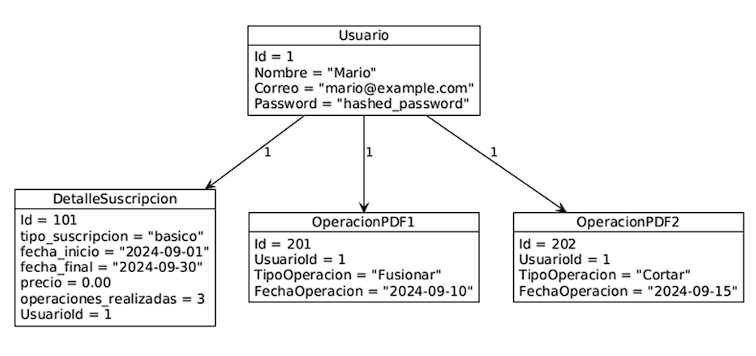 Usuario
Id = 1
Nombre = "Mario"
Correo = "mario@example.com"
Password = "hashed_password"
1
1
1
DetalleSuscripcion
Id = 101
tipo_suscripcion = "basico"
fecha_inicio = "2024-09-01"
fecha_final = "2024-09-30"
precio = 0.00
operaciones_realizadas = 3
UsuarioId = 1
OperacionPDF1
Id = 201
UsuarioId = 1
TipoOperacion = "Fusionar"
FechaOperacion = "2024-09-10"
OperacionPDF2
Id = 202
UsuarioId = 1
TipoOperacion = "Cortar"
FechaOperacion = "2024-09-15"